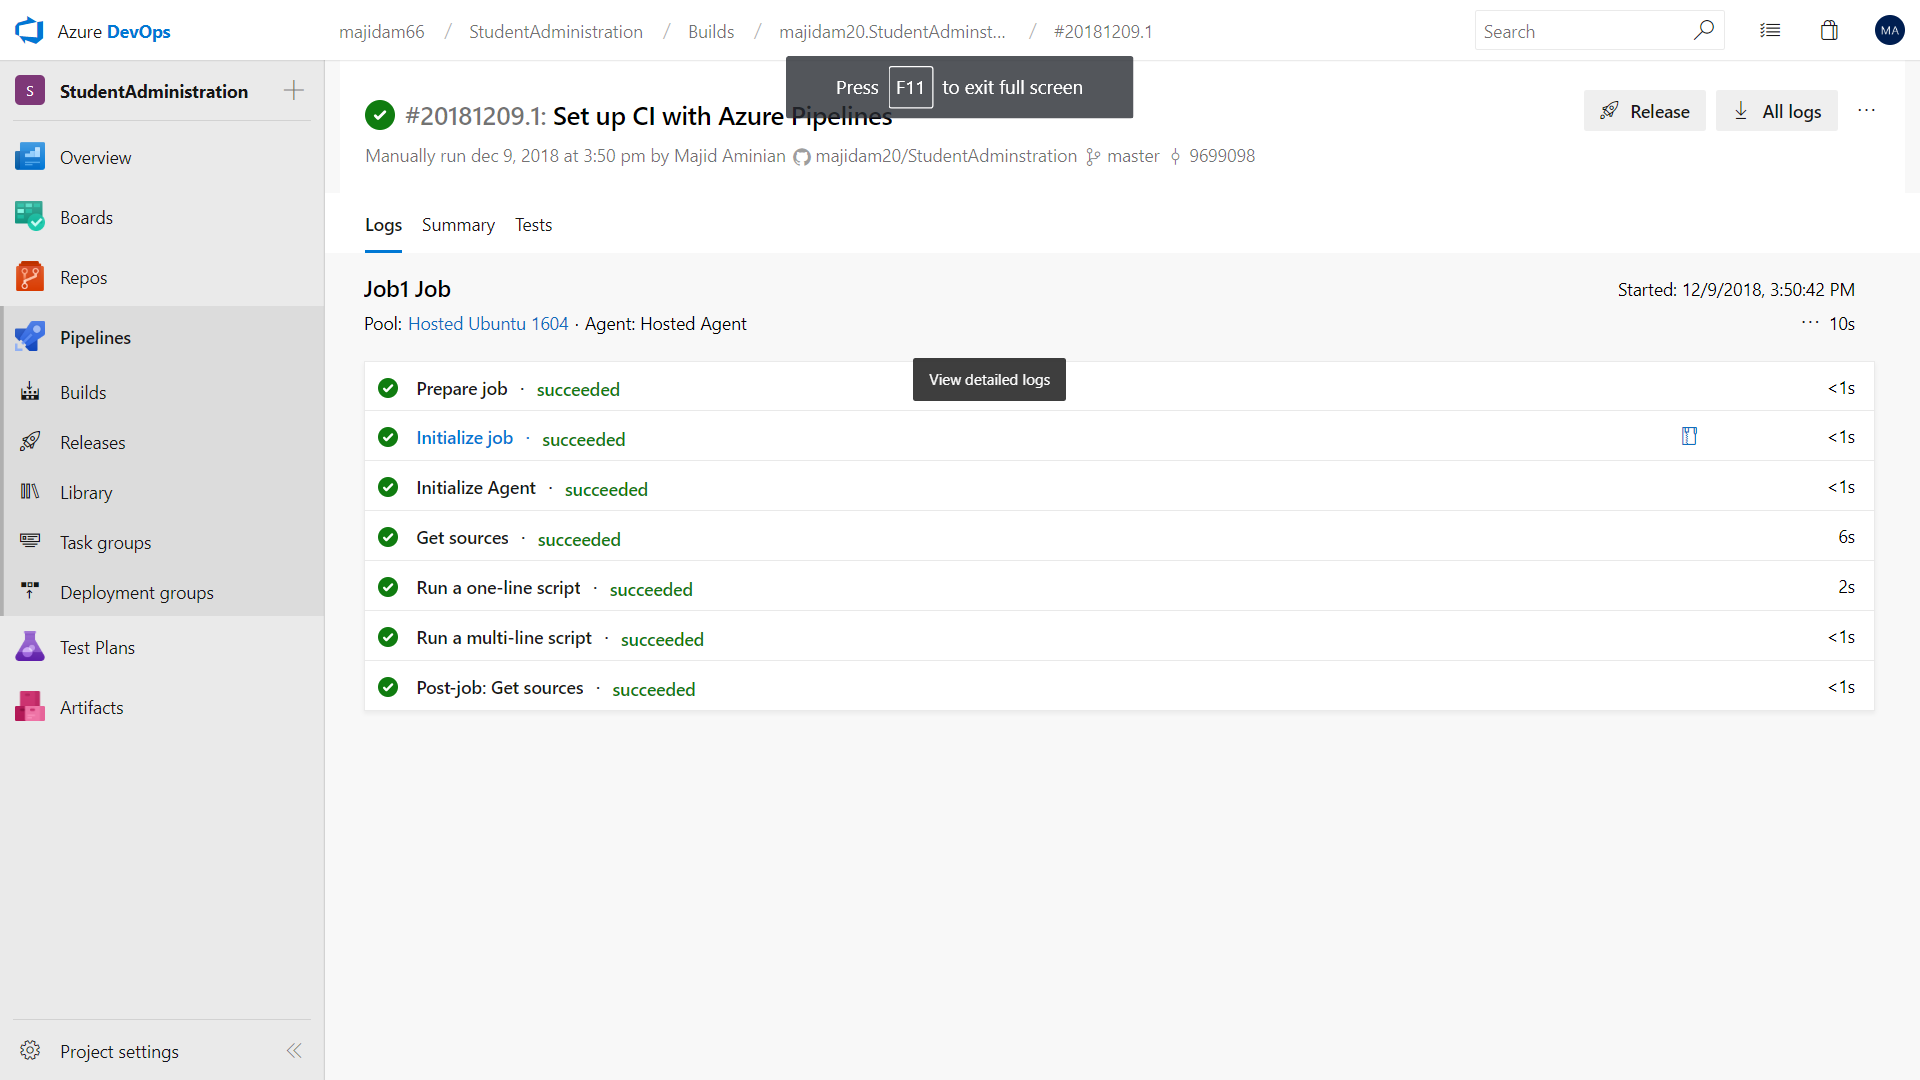 Azure DevOps
majidam66 / StudentAdministration / Builds / majidam20.StudentAdminst... / #20181209.1
Search
MA
S StudentAdministration
Press F11 to exit full screen
#20181209.1: Set up CI with Azure Pipelines
Release
All logs
...
Manually run dec 9, 2018 at 3:50 pm by Majid Aminian majidam20/StudentAdminstration master 9699098
Overview
Boards
Repos
Pipelines
Builds
Releases
Library
Task groups
Deployment groups
Test Plans
Artifacts
Project settings
Logs Summary Tests
Job1 Job
Started: 12/9/2018, 3:50:42 PM
Pool: Hosted Ubuntu 1604 · Agent: Hosted Agent
... 10s
View detailed logs
Prepare job · succeeded <1s
Initialize job · succeeded <1s
Initialize Agent · succeeded <1s
Get sources · succeeded 6s
Run a one-line script · succeeded 2s
Run a multi-line script · succeeded <1s
Post-job: Get sources · succeeded <1s